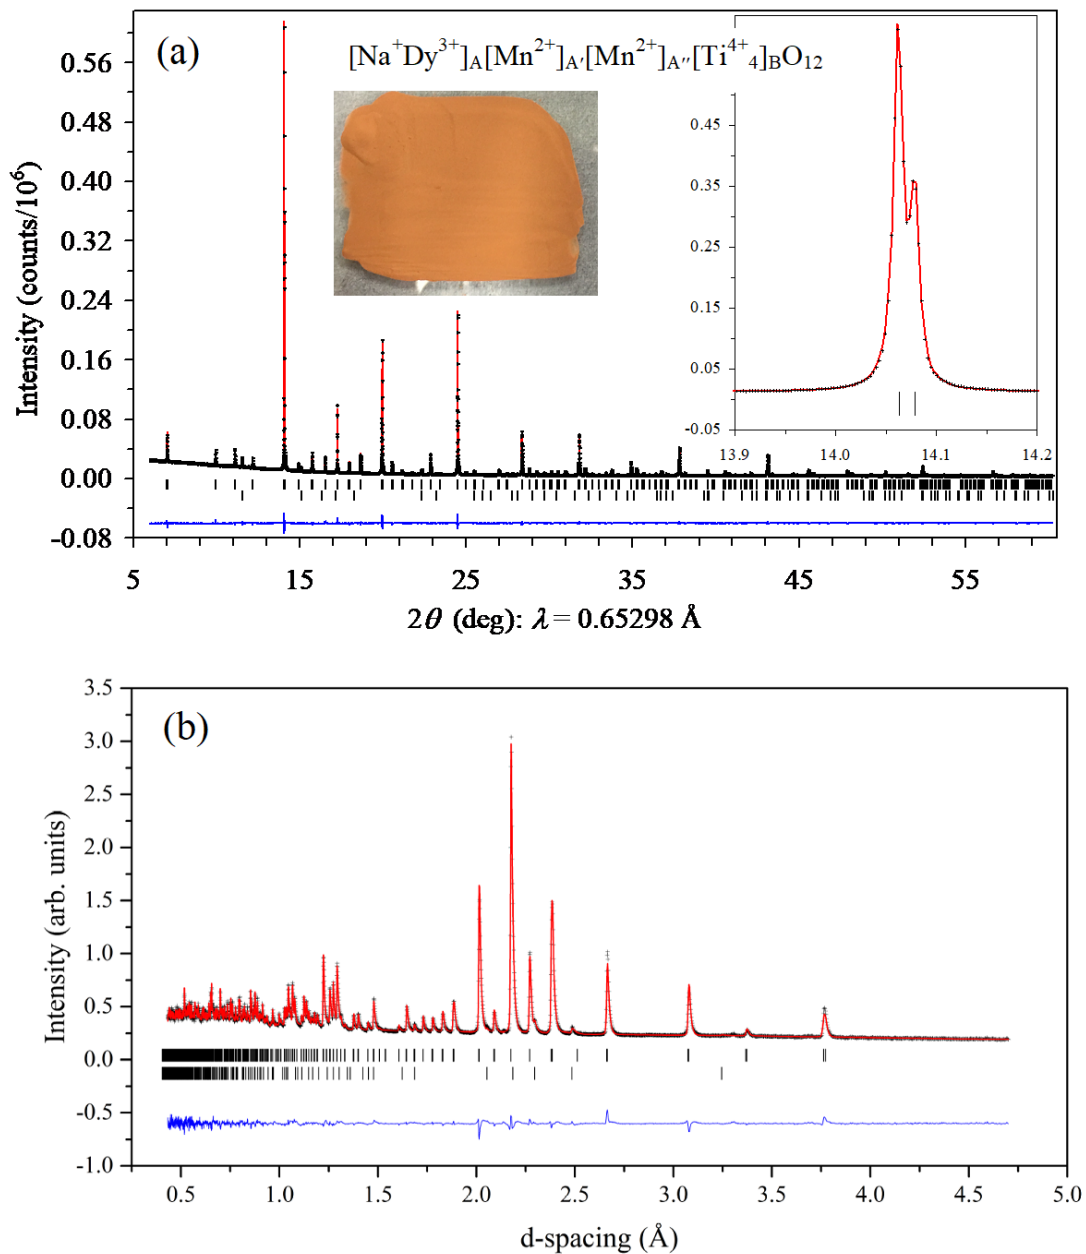 (a)
[Na⁺Dy³⁺]A[Mn²⁺]A′[Mn²⁺]A″[Ti⁴⁺₄]BO₁₂
Intensity (counts/10⁶)
0.56
0.48
0.40
0.32
0.24
0.16
0.08
0.00
-0.08
0.45
0.35
0.25
0.15
0.05
-0.05
13.9 14.0 14.1 14.2
5 15 25 35 45 55
2θ (deg): λ = 0.65298 Å
(b)
Intensity (arb. units)
3.5
3.0
2.5
2.0
1.5
1.0
0.5
0.0
-0.5
-1.0
0.5 1.0 1.5 2.0 2.5 3.0 3.5 4.0 4.5 5.0
d-spacing (Å)